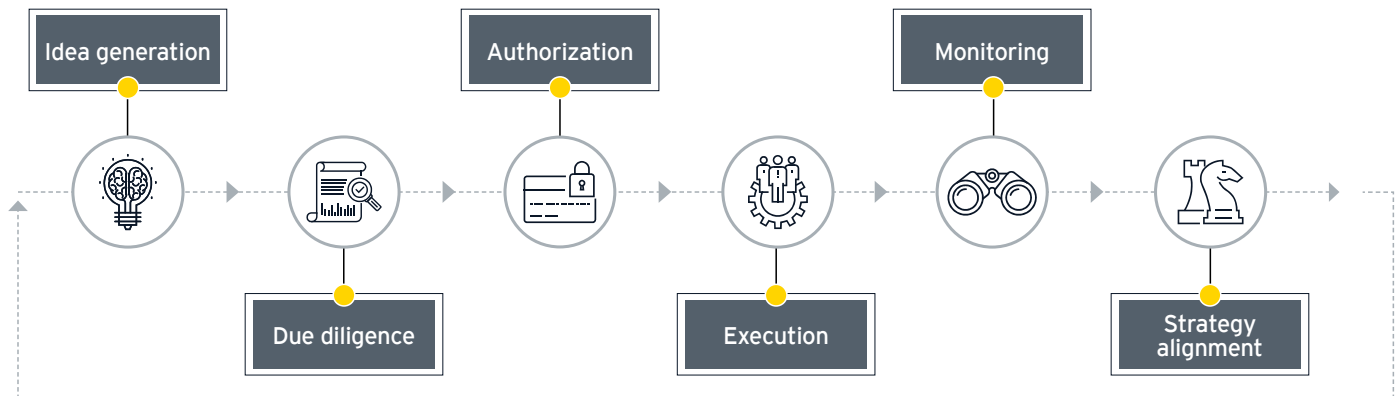 Idea generation
Due diligence
Authorization
Execution
Monitoring
Strategy
alignment